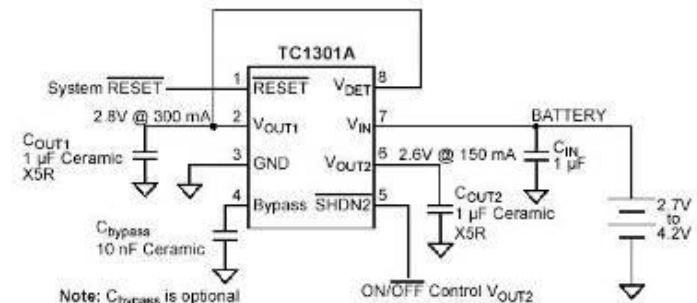 TC1301A
System RESET
1
RESET
VDET
8
2.8V @ 300 mA
2
VOUT1
VIN
7
BATTERY
COUT1
1 µF Ceramic
X5R
3
GND
VOUT2
6
2.6V @ 150 mA
CIN
1 µF
4
Bypass
SHDN2
5
COUT2
1 µF Ceramic
X5R
2.7V
to
4.2V
Cbypass
10 nF Ceramic
Note: Cbypass is optional
ON/OFF Control VOUT2